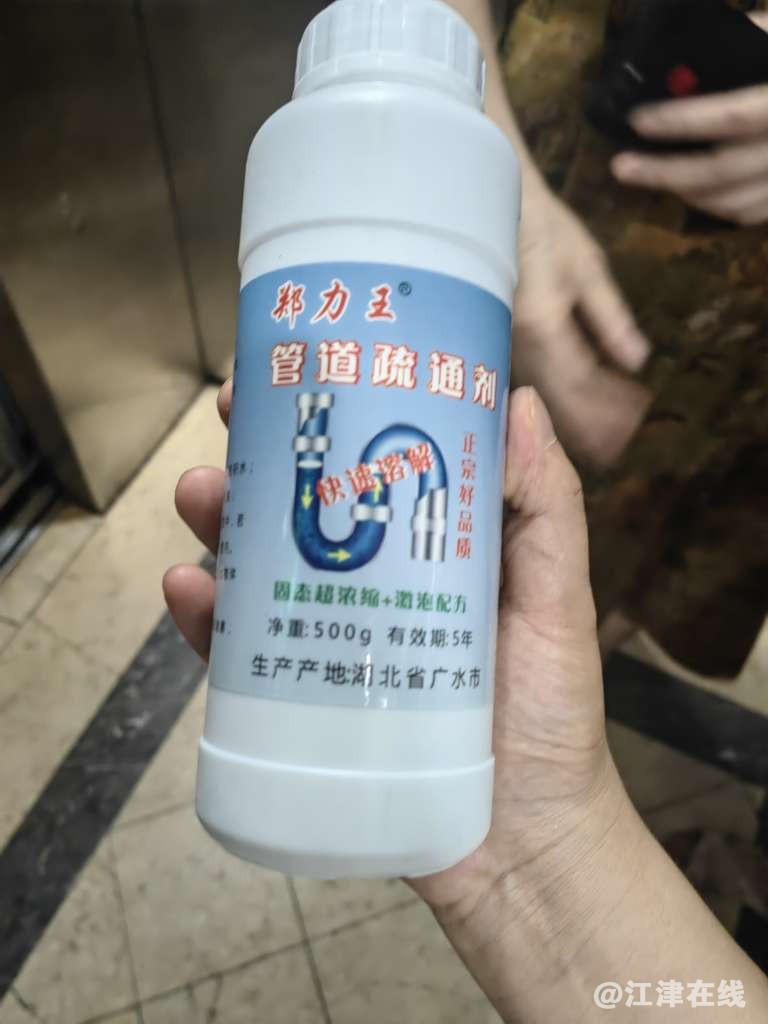 郑力王®
管道疏通剂
快速溶解
正宗好品质
固态超浓缩+激泡配方
净重:500g 有效期:5年
生产产地:湖北省广水市
@江津在线